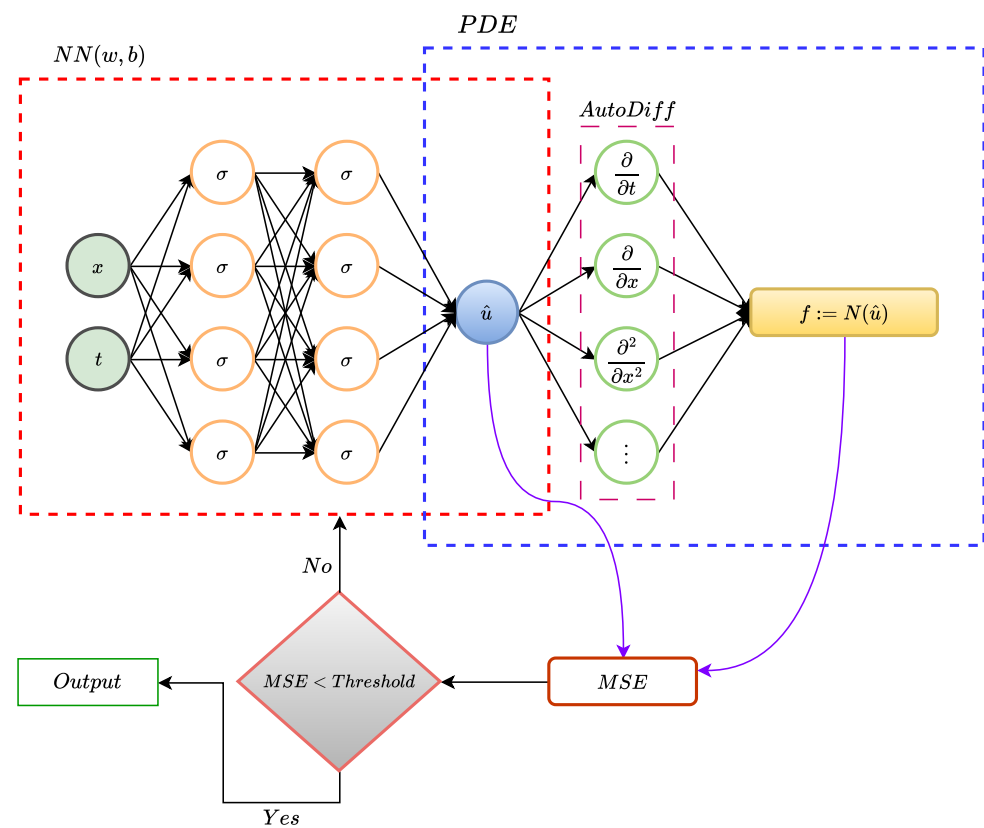 PDE
NN(w, b)
AutoDiff
σ
σ
∂/∂t
x
σ
σ
∂/∂x
û
f := N(û)
t
σ
σ
∂²/∂x²
σ
σ
⋮
No
Output
MSE < Threshold
MSE
Yes